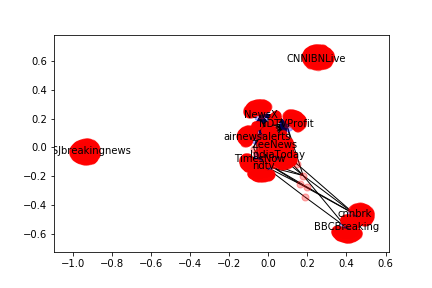 CNNIBNLive
0.6
0.4
NewsX
NDTVProfit
0.2
airnewsalerts
0.0
ZeeNews
SJbreakingnews
IndiaToday
TimesNow
ndtv
−0.2
−0.4
cnnbrk
BBCBreaking
−0.6
−1.0 −0.8 −0.6 −0.4 −0.2 0.0 0.2 0.4 0.6